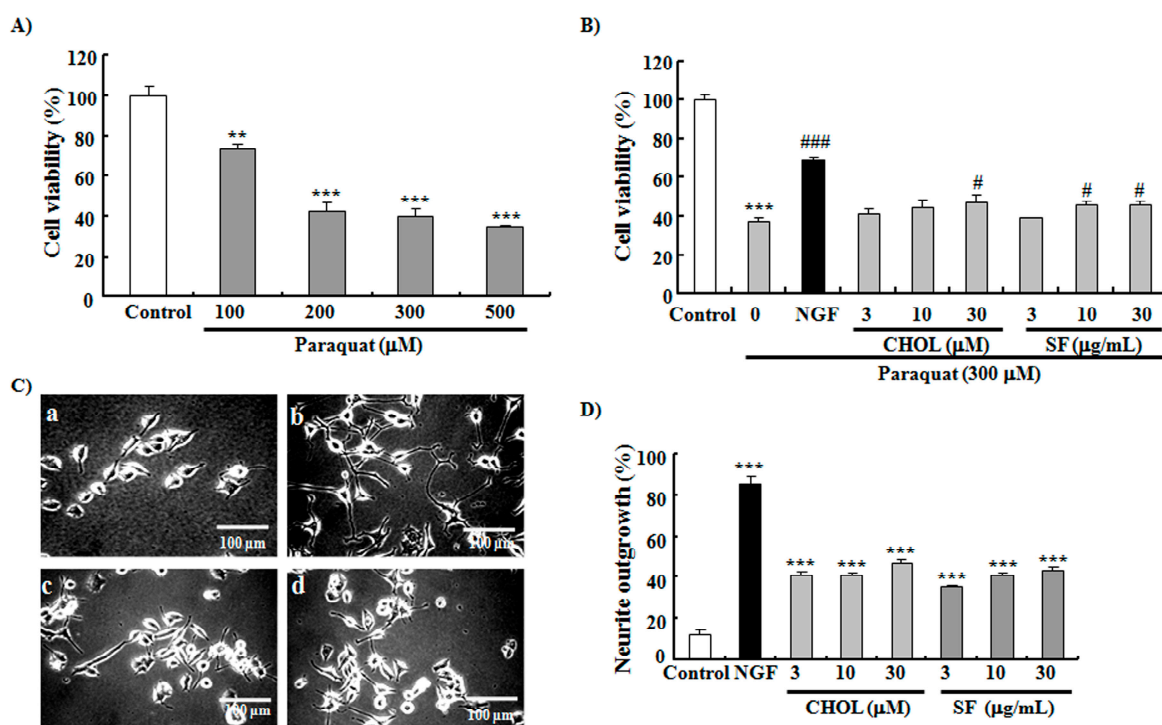 A)
120
100
80
60
40
20
0
Cell viability (%)
**
***
***
***
Control 100 200 300 500
Paraquat (μM)
B)
120
100
80
60
40
20
0
Cell viability (%)
***
###
#
#
#
Control 0 NGF 3 10 30 3 10 30
CHOL (μM) SF (μg/mL)
Paraquat (300 μM)
C)
a
100 μm
b
100 μm
c
100 μm
d
100 μm
D)
100
80
60
40
20
0
Neurite outgrowth (%)
***
***
***
***
***
***
***
Control NGF 3 10 30 3 10 30
CHOL (μM) SF (μg/mL)